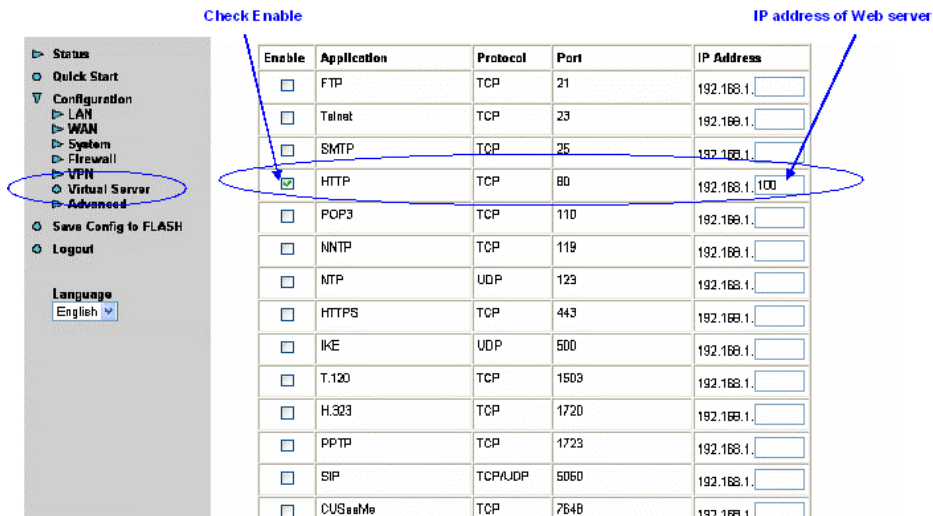 Check Enable
IP address of Web server
Status
Quick Start
Configuration
LAN
WAN
System
Firewall
VPN
Virtual Server
Advanced
Save Config to FLASH
Logout
Language
English
Enable Application Protocol Port IP Address
FTP TCP 21 192.168.1.
Telnet TCP 23 192.168.1.
SMTP TCP 25 192.168.1.
HTTP TCP 80 192.168.1. 100
POP3 TCP 110 192.168.1.
NNTP TCP 119 192.168.1.
NTP UDP 123 192.168.1.
HTTPS TCP 443 192.168.1.
IKE UDP 500 192.168.1.
T.120 TCP 1503 192.168.1.
H.323 TCP 1720 192.168.1.
PPTP TCP 1723 192.168.1.
SIP TCP/UDP 5060 192.168.1.
CUSeeMe TCP 7648 192.168.1.